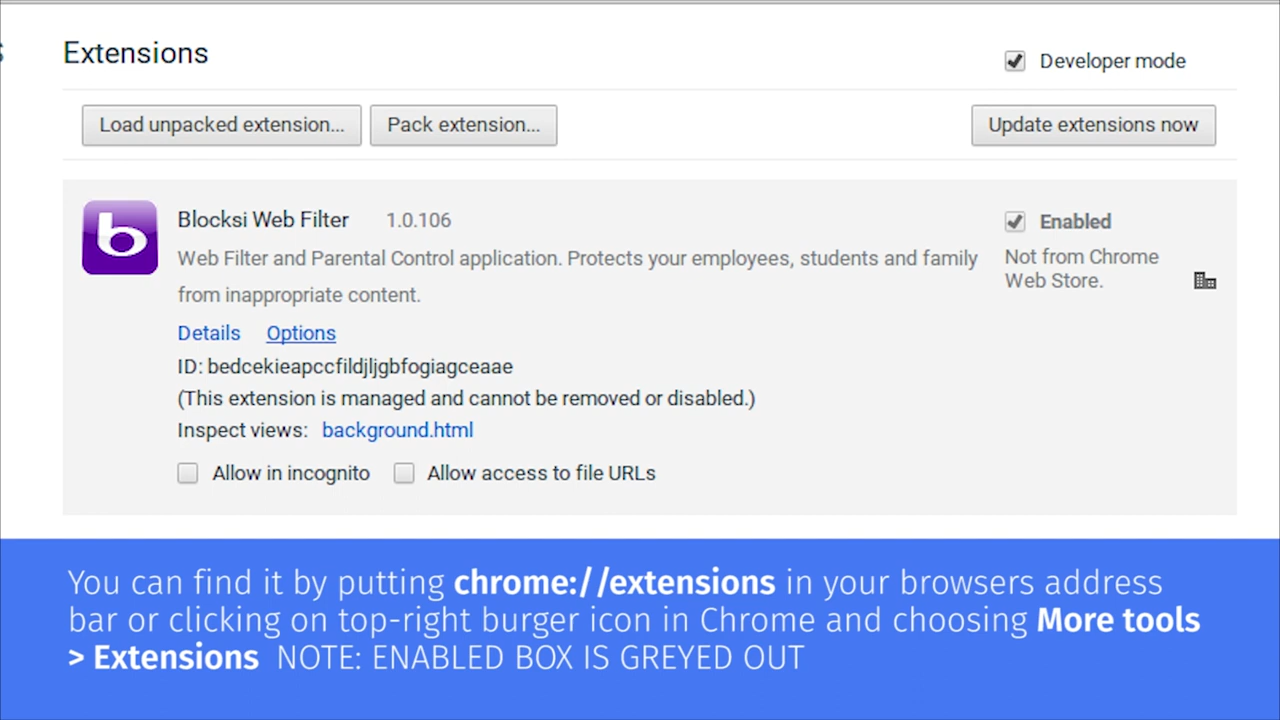 Extensions
Developer mode
Load unpacked extension...
Pack extension...
Update extensions now
b
Blocksi Web Filter 1.0.106
Enabled
Web Filter and Parental Control application. Protects your employees, students and family
from inappropriate content.
Not from Chrome
Web Store.
Details Options
ID: bedcekieapccfildjljgbfogiagceaae
(This extension is managed and cannot be removed or disabled.)
Inspect views: background.html
Allow in incognito
Allow access to file URLs
You can find it by putting chrome://extensions in your browsers address
bar or clicking on top-right burger icon in Chrome and choosing More tools
> Extensions NOTE: ENABLED BOX IS GREYED OUT